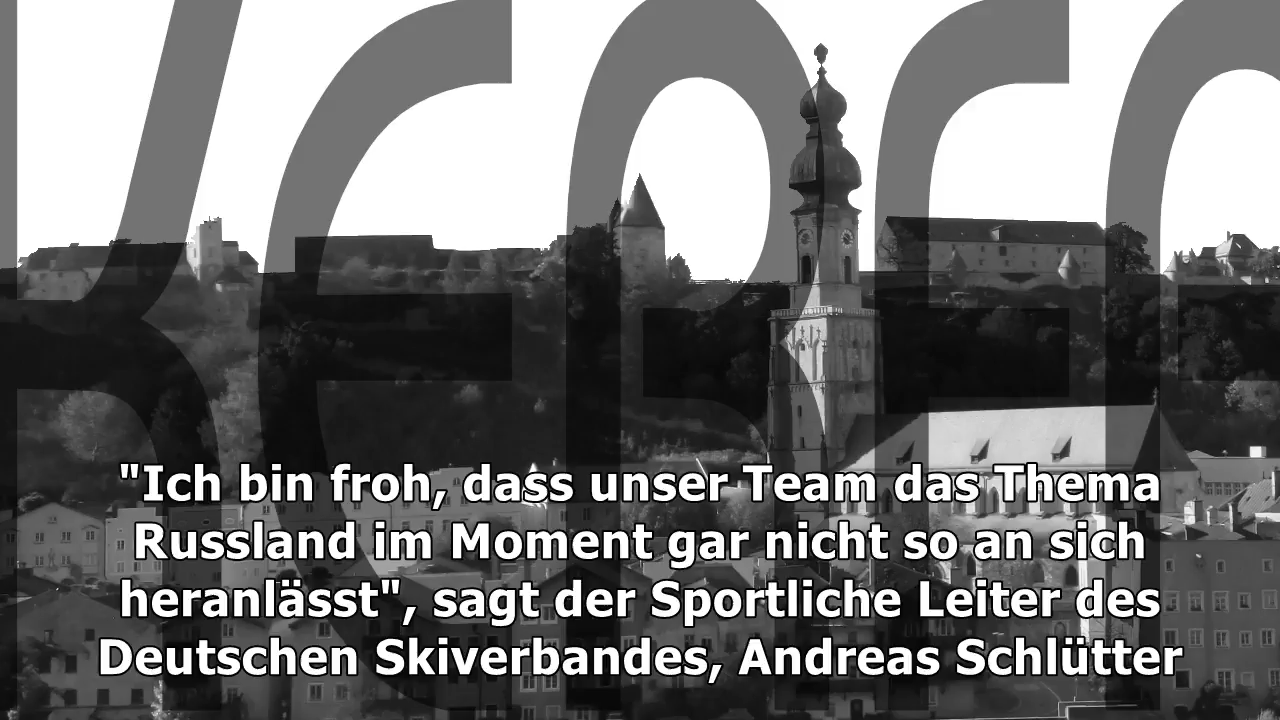 "Ich bin froh, dass unser Team das Thema
Russland im Moment gar nicht so an sich
heranlässt", sagt der Sportliche Leiter des
Deutschen Skiverbandes, Andreas Schlütter